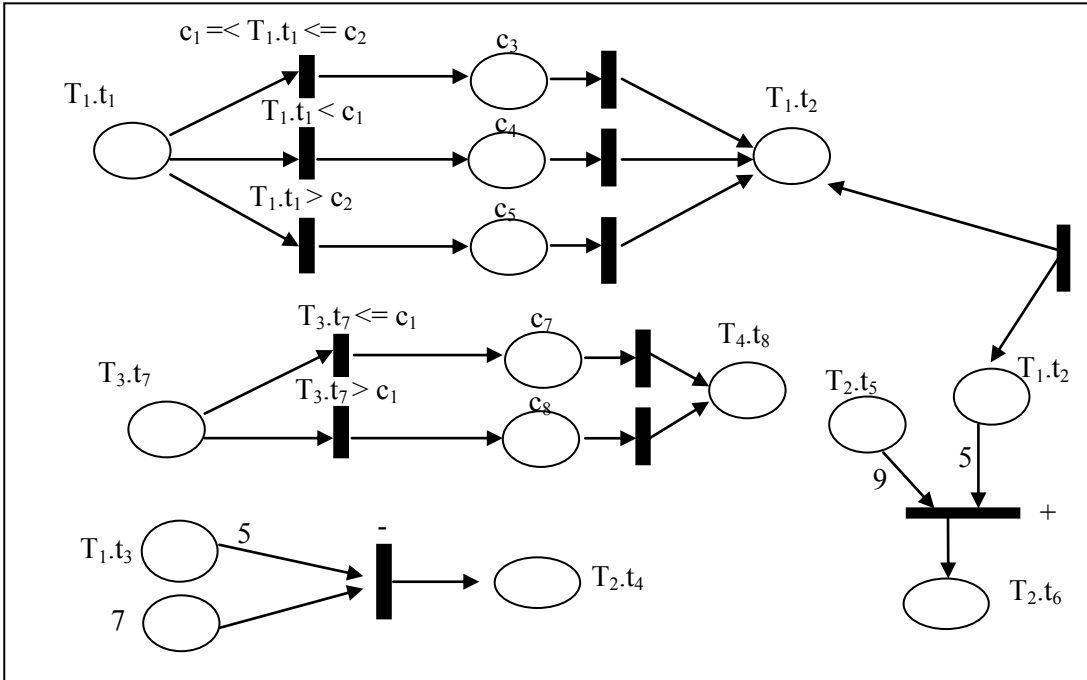 c₁ =< T₁.t₁ <= c₂
c₃
T₁.t₁
T₁.t₂
T₁.t₁ < c₁
c₄
T₁.t₁ > c₂
c₅
T₃.t₇ <= c₁
c₇
T₄.t₈
T₃.t₇
T₃.t₇ > c₁
c₈
T₂.t₅
T₁.t₂
9
5
+
T₁.t₃
5
-
T₂.t₄
T₂.t₆
7